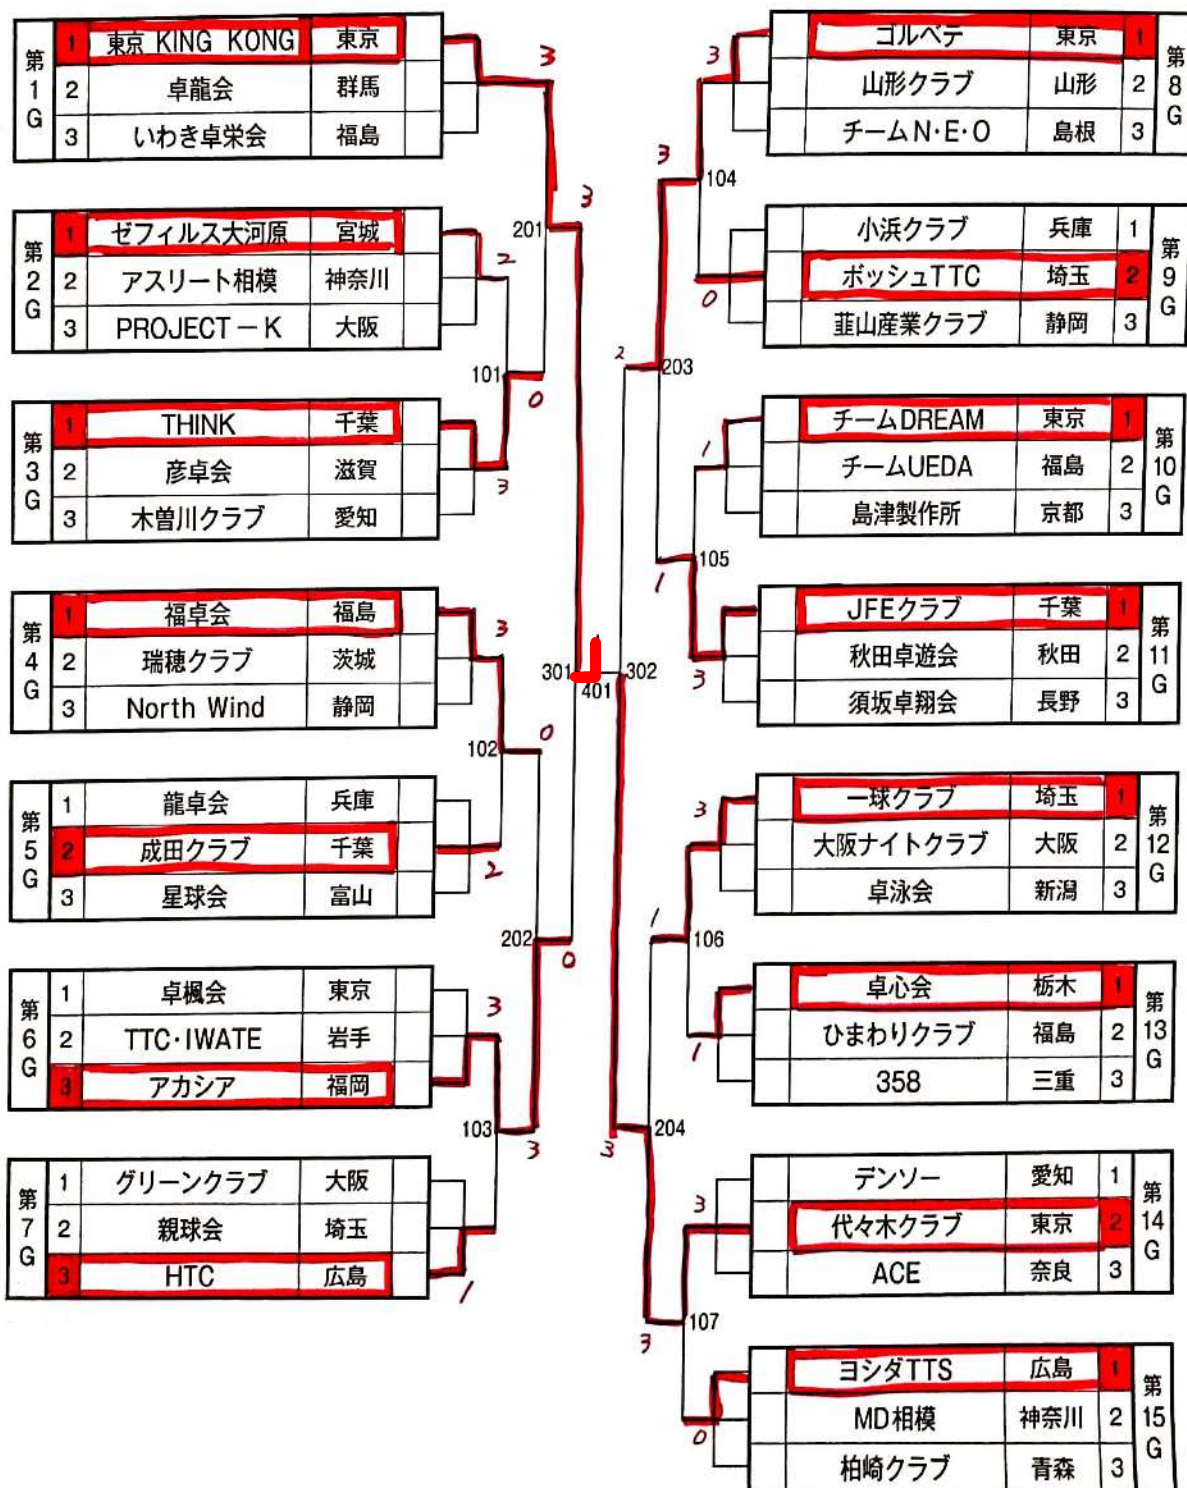 第1G
1 東京 KING KONG 東京
2 卓龍会 群馬
3 いわき卓栄会 福島
第2G
1 ゼフィルス大河原 宮城
2 アスリート相模 神奈川
3 PROJECT－K 大阪
第3G
1 THINK 千葉
2 彦卓会 滋賀
3 木曽川クラブ 愛知
第4G
1 福卓会 福島
2 瑞穂クラブ 茨城
3 North Wind 静岡
第5G
1 龍卓会 兵庫
2 成田クラブ 千葉
3 星球会 富山
第6G
1 卓楓会 東京
2 TTC·IWATE 岩手
3 アカシア 福岡
第7G
1 グリーンクラブ 大阪
2 親球会 埼玉
3 HTC 広島
3
3
201
2
101
0
3
3
102
0
2
202
0
3
103
3
1
301
401
302
3
104
3
0
2
203
1
105
1
3
3
106
1
1
204
3
3
107
3
0
第8G
ゴルベテ 東京 1
山形クラブ 山形 2
チームN·E·O 島根 3
第9G
小浜クラブ 兵庫 1
ボッシュTTC 埼玉 2
韮山産業クラブ 静岡 3
第10G
チームDREAM 東京 1
チームUEDA 福島 2
島津製作所 京都 3
第11G
JFEクラブ 千葉 1
秋田卓遊会 秋田 2
須坂卓翔会 長野 3
第12G
一球クラブ 埼玉 1
大阪ナイトクラブ 大阪 2
卓泳会 新潟 3
第13G
卓心会 栃木 1
ひまわりクラブ 福島 2
358 三重 3
第14G
デンソー 愛知 1
代々木クラブ 東京 2
ACE 奈良 3
第15G
ヨシダTTS 広島 1
MD相模 神奈川 2
柏崎クラブ 青森 3